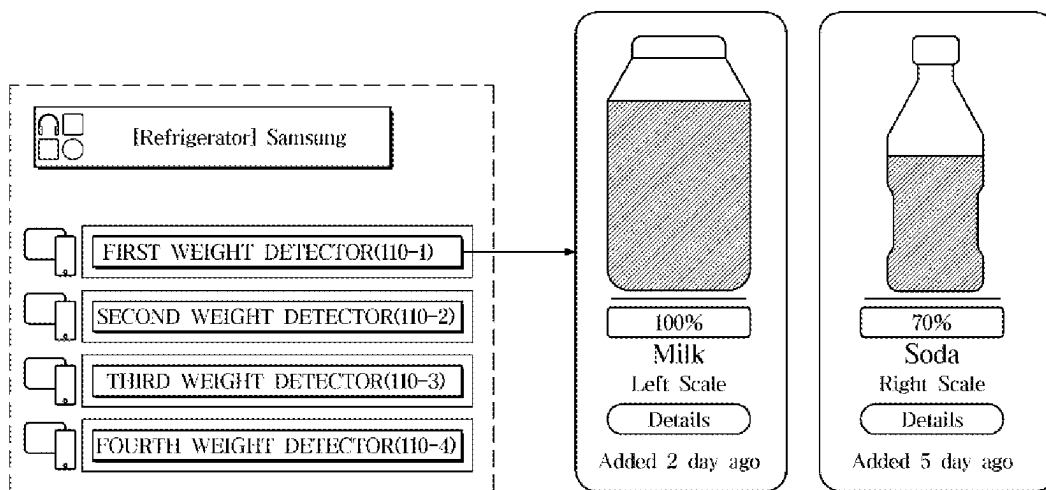 [Refrigerator] Samsung
FIRST WEIGHT DETECTOR(110-1)
SECOND WEIGHT DETECTOR(110-2)
THIRD WEIGHT DETECTOR(110-3)
FOURTH WEIGHT DETECTOR(110-4)
100%
Milk
Left Scale
Details
Added 2 day ago
70%
Soda
Right Scale
Details
Added 5 day ago